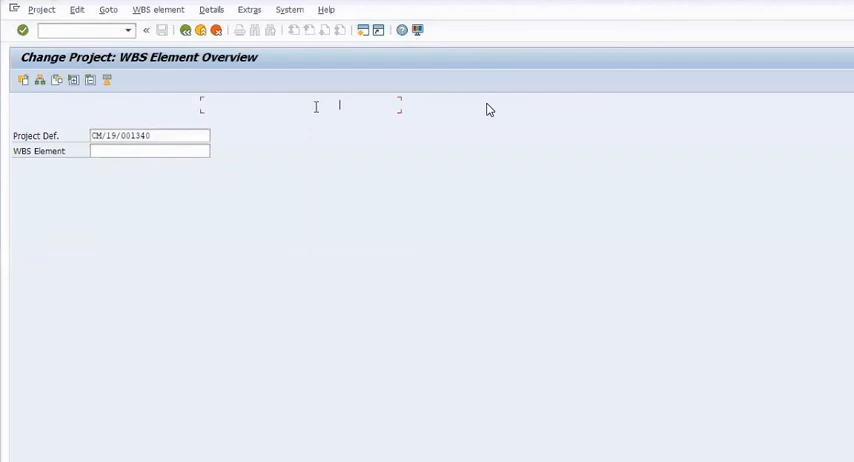 Project Edit Goto WBS element Details Extras System Help
Change Project: WBS Element Overview
Project Def. CM/19/001340
WBS Element